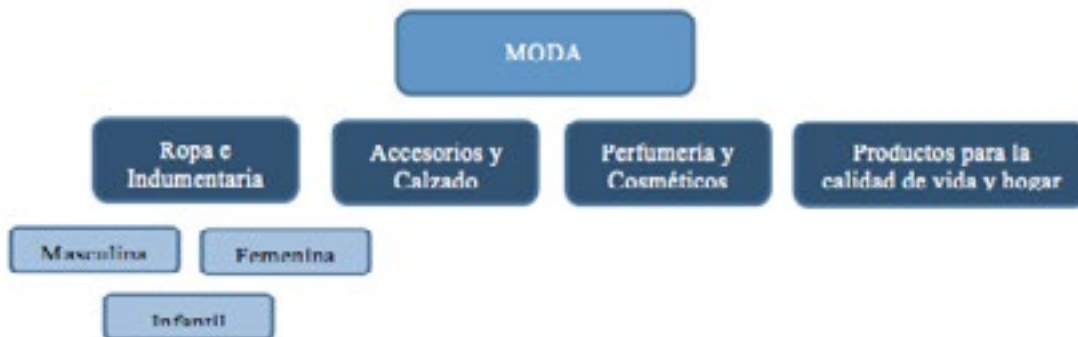 MODA
Ropa e
Indumentaria
Accesorios y
Calzado
Perfumería y
Cosméticos
Productos para la
calidad de vida y hogar
Masculina
Femenina
Infantil